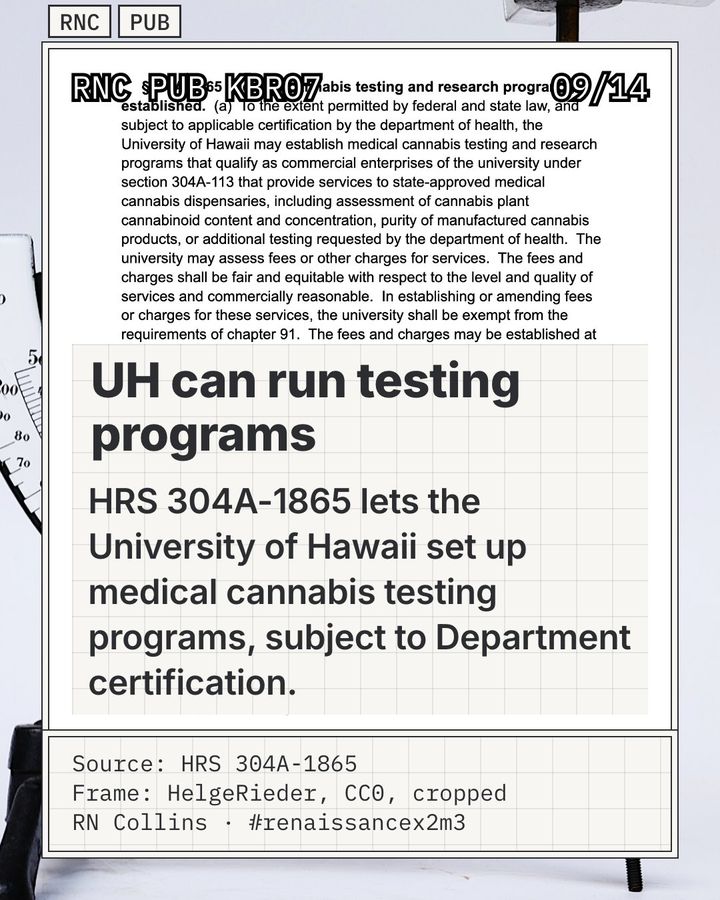 RNC PUB
RNC PUB KBR07 09/14
cannabis testing and research
established.  (a)  To the extent permitted by federal and state law, and
subject to applicable certification by the department of health, the
University of Hawaii may establish medical cannabis testing and research
programs that qualify as commercial enterprises of the university under
section 304A-113 that provide services to state-approved medical
cannabis dispensaries, including assessment of cannabis plant
cannabinoid content and concentration, purity of manufactured cannabis
products, or additional testing requested by the department of health.  The
university may assess fees or other charges for services.  The fees and
charges shall be fair and equitable with respect to the level and quality of
services and commercially reasonable.  In establishing or amending fees
or charges for these services, the university shall be exempt from the
requirements of chapter 91.  The fees and charges may be established at
UH can run testing
programs
HRS 304A-1865 lets the
University of Hawaii set up
medical cannabis testing
programs, subject to Department
certification.
Source: HRS 304A-1865
Frame: HelgeRieder, CC0, cropped
RN Collins · #renaissancex2m3
80
70